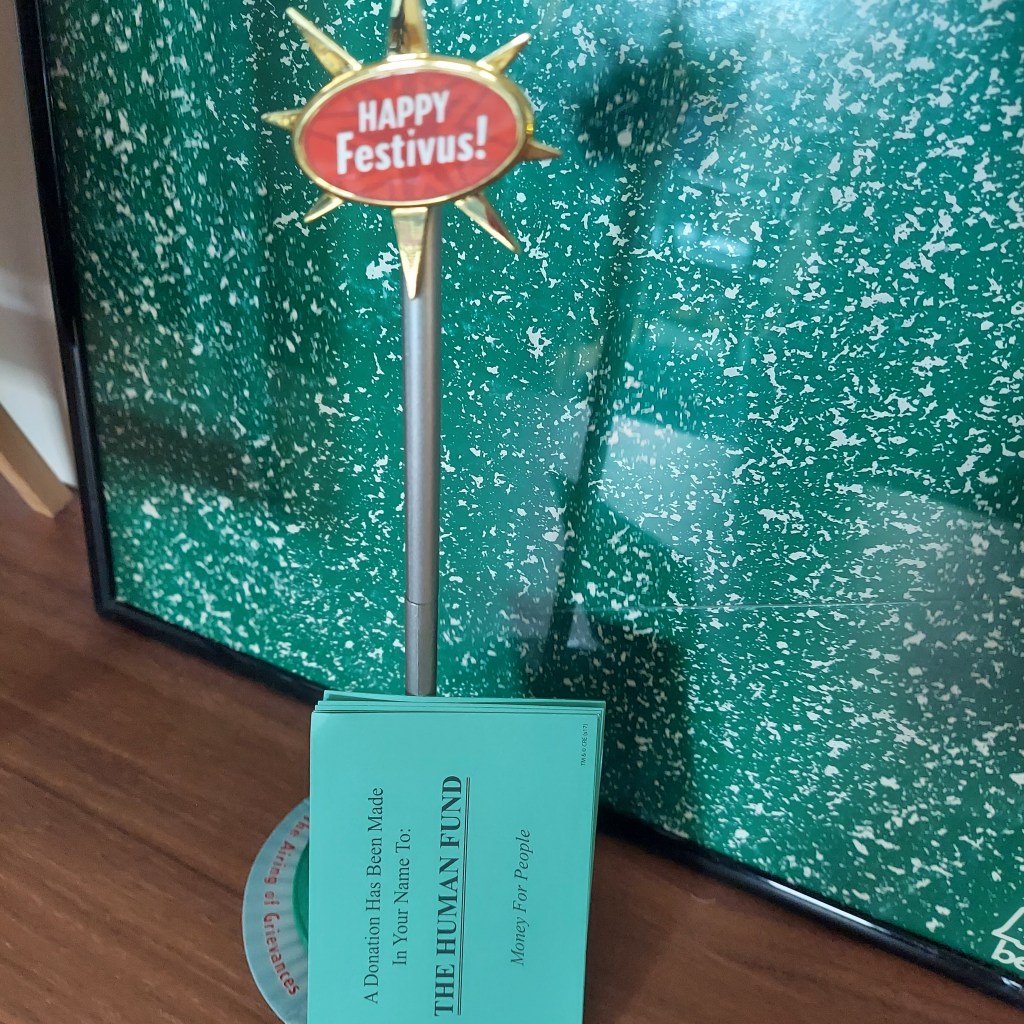 HAPPY
Festivus!
A Donation Has Been Made
In Your Name To:
THE HUMAN FUND
Money For People
The Airing of Grievances
be